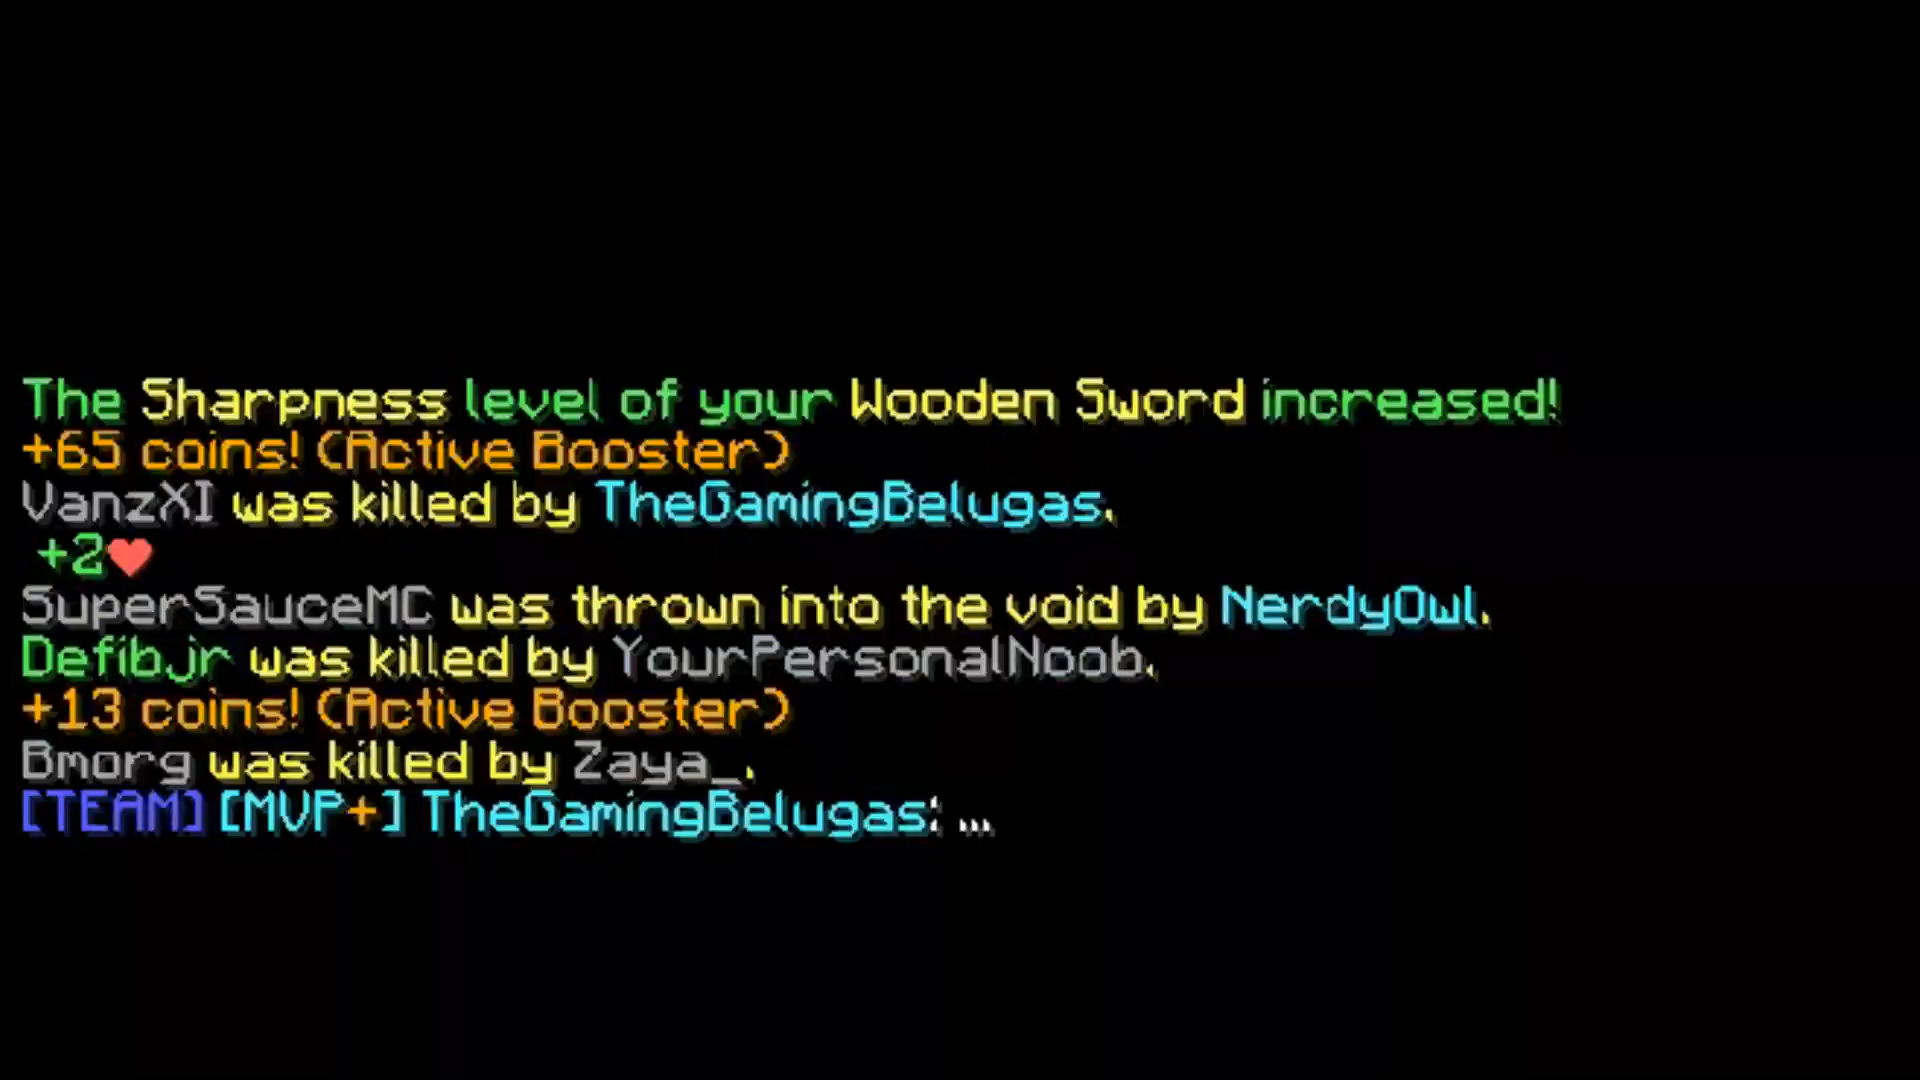 The Sharpness level of your Wooden Sword increased!
+65 coins! (Active Booster)
VanzXI was killed by TheGamingBelugas.
+2❤
SuperSauceMC was thrown into the void by NerdyOwl.
Defibjr was killed by YourPersonalNoob.
+13 coins! (Active Booster)
Bmorg was killed by Zaya_.
[TEAM] [MVP+] TheGamingBelugas: ...